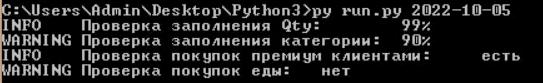 C:\Users\Admin\Desktop\Python3>py run.py 2022-10-05
INFO Проверка заполнения Qty: 99%
WARNING Проверка заполнения категории: 90%
INFO Проверка покупок премиум клиентами: есть
WARNING Проверка покупок еды: нет